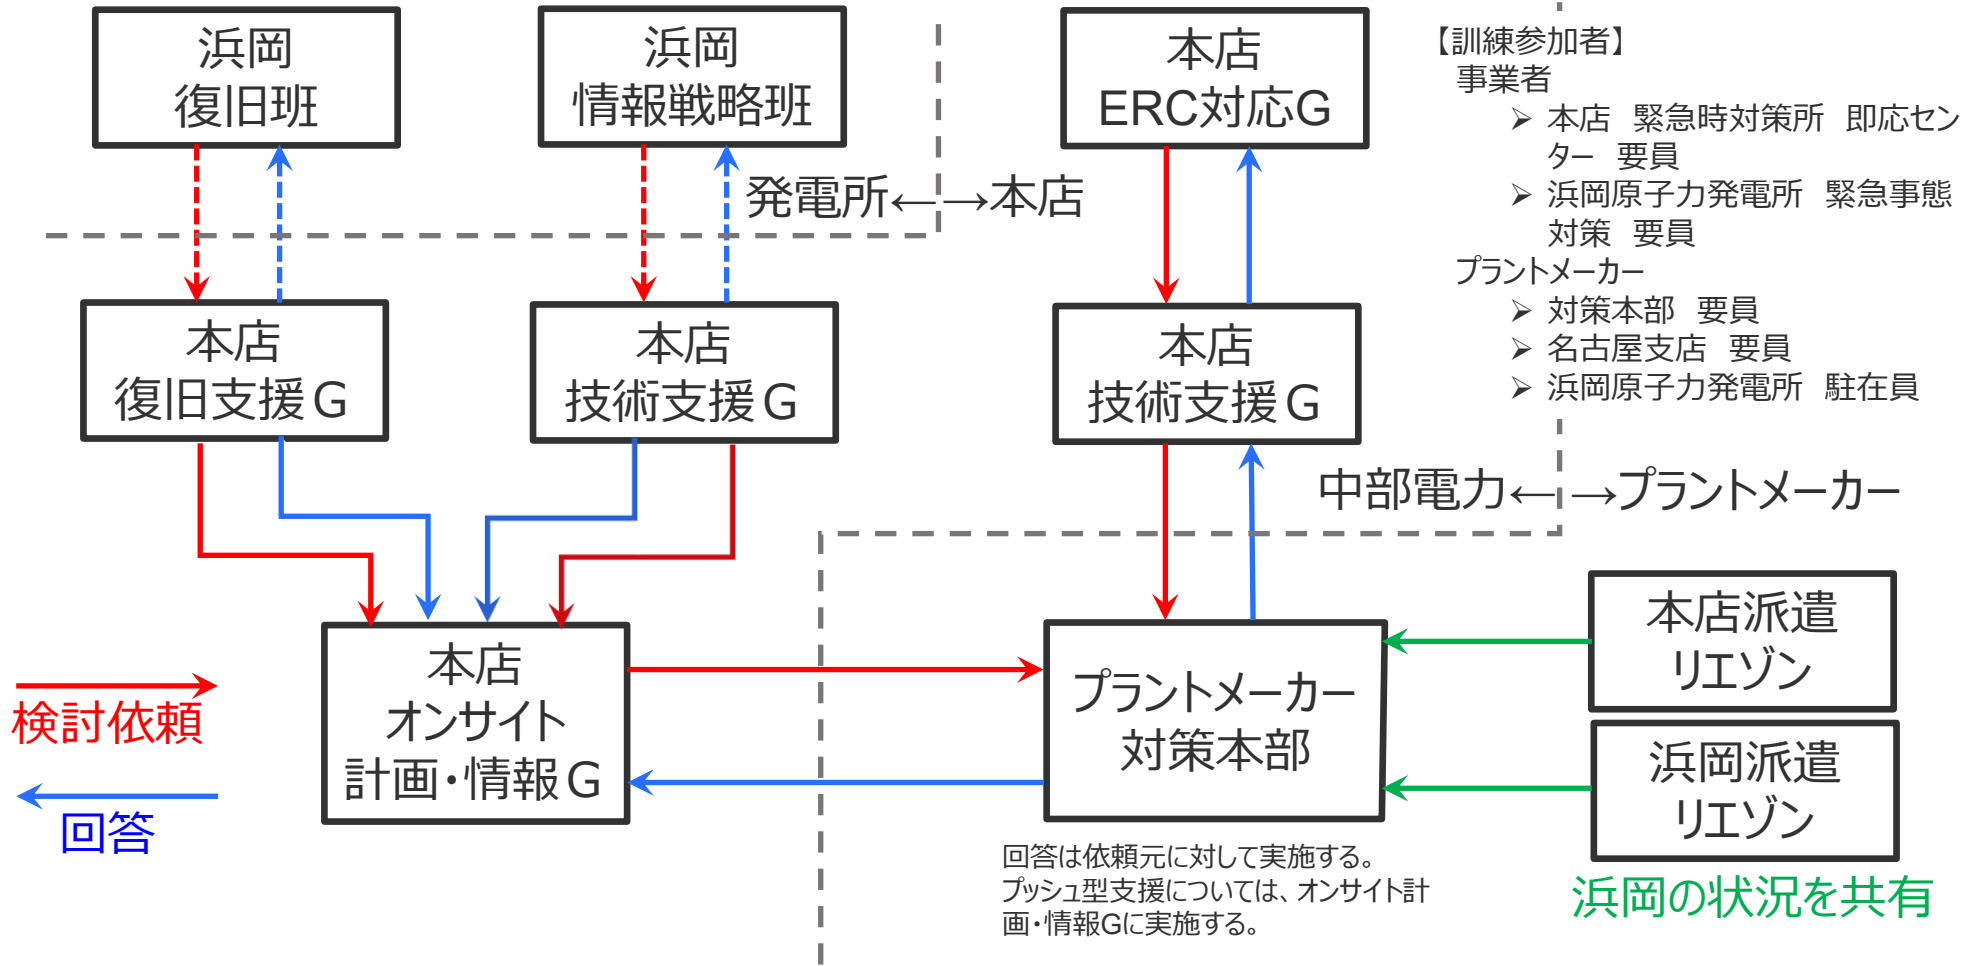 浜岡
復旧班
浜岡
情報戦略班
本店
ERC対応G
【訓練参加者】
事業者
➢ 本店　緊急時対策所　即応セン
ター　要員
➢ 浜岡原子力発電所　緊急事態
対策　要員
プラントメーカー
➢ 対策本部　要員
➢ 名古屋支店　要員
➢ 浜岡原子力発電所　駐在員
発電所←→本店
本店
復旧支援G
本店
技術支援G
本店
技術支援G
中部電力← →プラントメーカー
本店
オンサイト
計画・情報G
プラントメーカー
対策本部
本店派遣
リエゾン
浜岡派遣
リエゾン
検討依頼
回答
回答は依頼元に対して実施する。
プッシュ型支援については、オンサイト計
画・情報Gに実施する。
浜岡の状況を共有